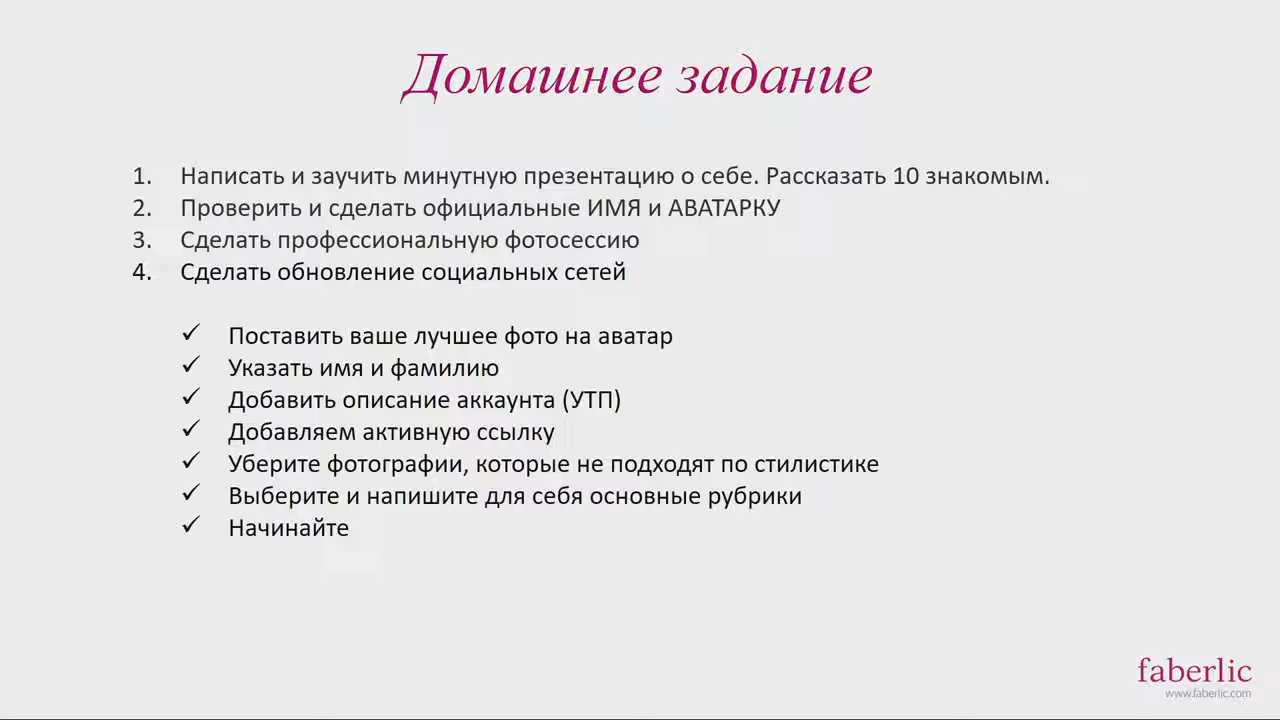 Домашнее задание
1. Написать и заучить минутную презентацию о себе. Рассказать 10 знакомым.
2. Проверить и сделать официальные ИМЯ и АВАТАРКУ
3. Сделать профессиональную фотосессию
4. Сделать обновление социальных сетей
✓ Поставить ваше лучшее фото на аватар
✓ Указать имя и фамилию
✓ Добавить описание аккаунта (УТП)
✓ Добавляем активную ссылку
✓ Уберите фотографии, которые не подходят по стилистике
✓ Выберите и напишите для себя основные рубрики
✓ Начинайте
faberlic
www.faberlic.com